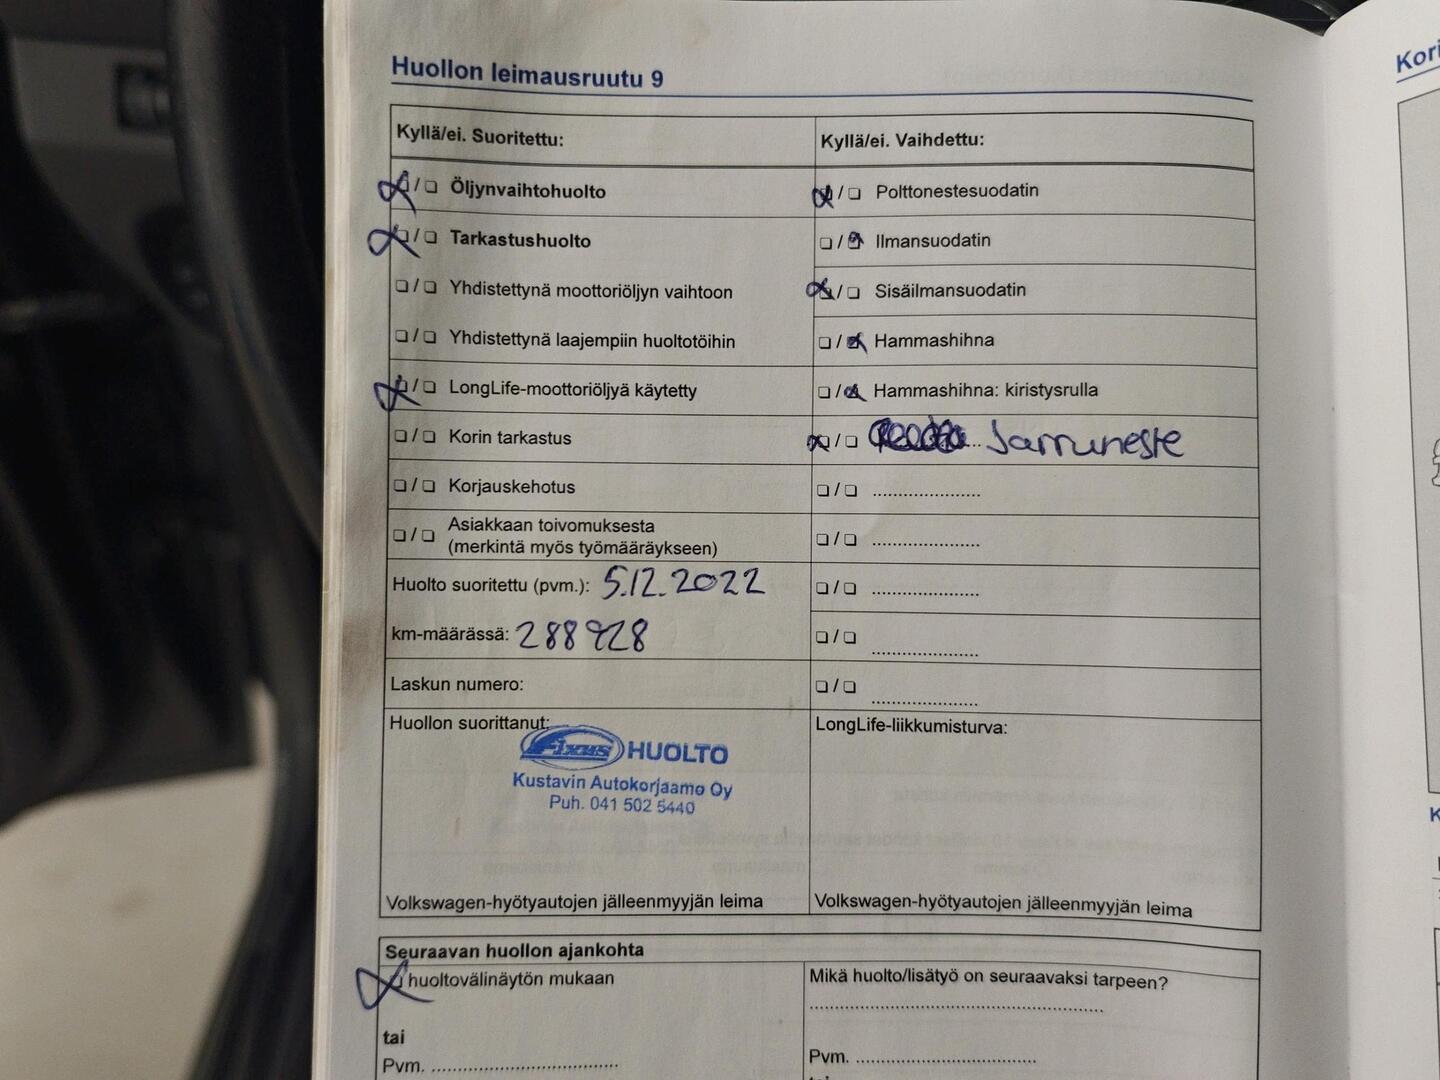 Huollon leimausruutu 9
Kyllä/ei. Suoritettu:
Öljynvaihtohuolto
Tarkastushuolto
Yhdistettynä moottoriöljyn vaihtoon
Yhdistettynä laajempiin huoltotöihin
LongLife-moottoriöljyä käytetty
Korin tarkastus
Korjauskehotus
Asiakkaan toivomuksesta
(merkintä myös työmääräykseen)
Huolto suoritettu (pvm.): 5.12.2022
km-määrässä: 288928
Laskun numero:
Huollon suorittanut:
Fixus HUOLTO
Kustavin Autokorjaamo Oy
Puh. 041 502 5440
Volkswagen-hyötyautojen jälleenmyyjän leima
Kyllä/ei. Vaihdettu:
Polttonestesuodatin
Ilmansuodatin
Sisäilmansuodatin
Hammashihna
Hammashihna: kiristysrulla
Jarruneste
LongLife-liikkumisturva:
Volkswagen-hyötyautojen jälleenmyyjän leima
Seuraavan huollon ajankohta
huoltovälinäytön mukaan
tai
Pvm.
Mikä huolto/lisätyö on seuraavaksi tarpeen?
Pvm.
Kori